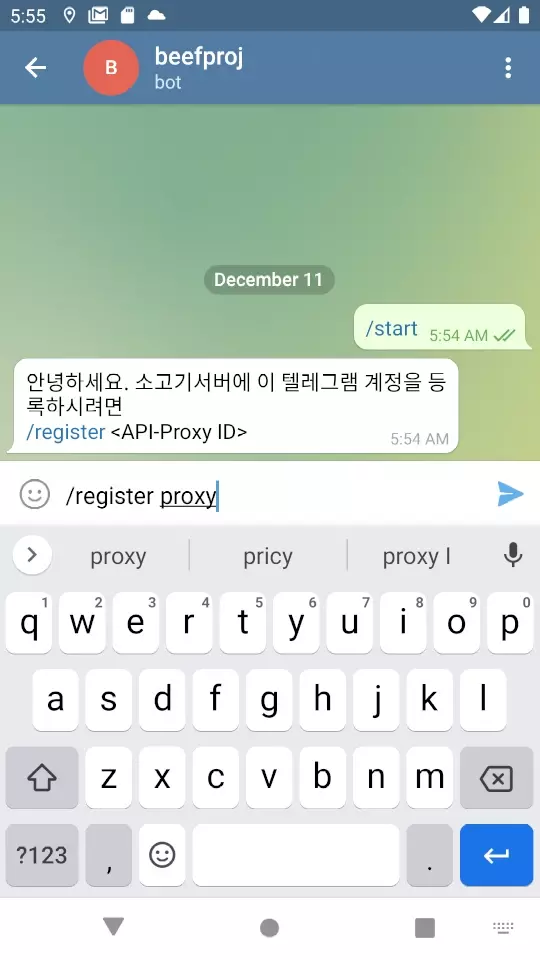 5:55
B
beefproj
bot
December 11
/start 5:54 AM
안녕하세요. 소고기서버에 이 텔레그램 계정을 등
록하시려면
/register <API-Proxy ID>
5:54 AM
/register proxy
proxy pricy proxy I
1 2 3 4 5 6 7 8 9 0
q w e r t y u i o p
a s d f g h j k l
z x c v b n m
?123 , .